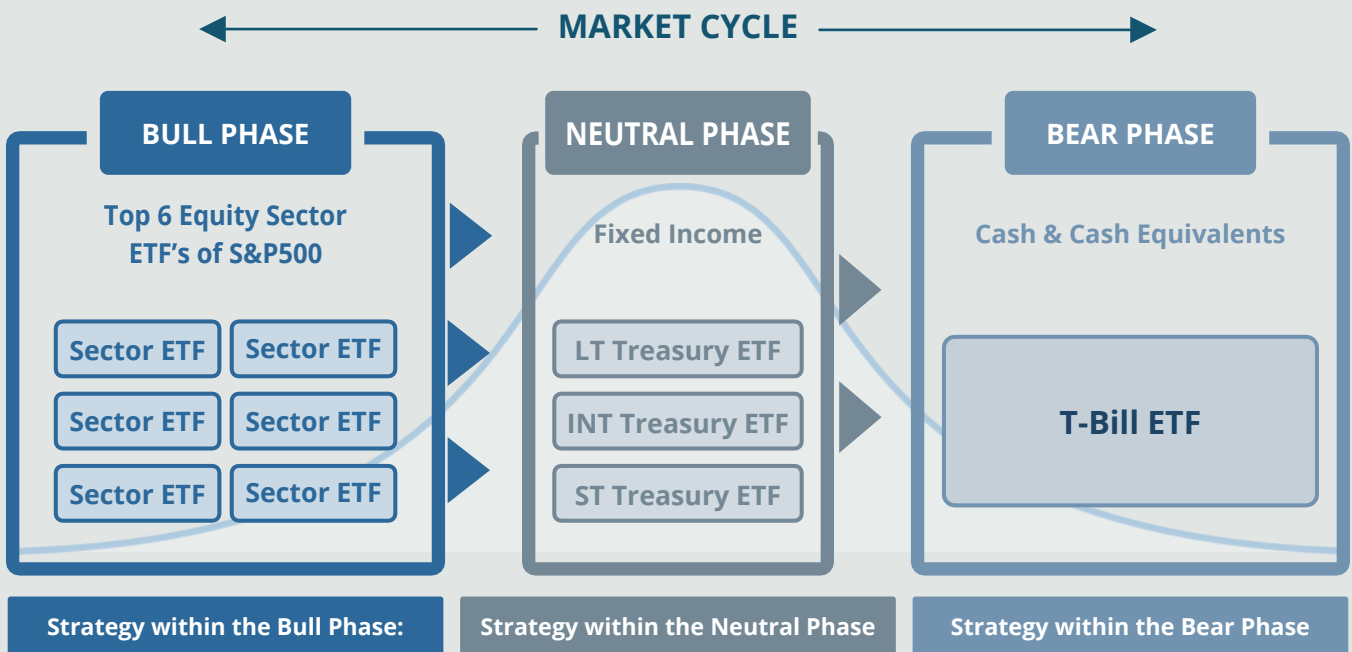 MARKET CYCLE
BULL PHASE
Top 6 Equity Sector
ETF’s of S&P500
Sector ETF
Sector ETF
Sector ETF
Sector ETF
Sector ETF
Sector ETF
NEUTRAL PHASE
Fixed Income
LT Treasury ETF
INT Treasury ETF
ST Treasury ETF
BEAR PHASE
Cash & Cash Equivalents
T-Bill ETF
Strategy within the Bull Phase:
Strategy within the Neutral Phase
Strategy within the Bear Phase